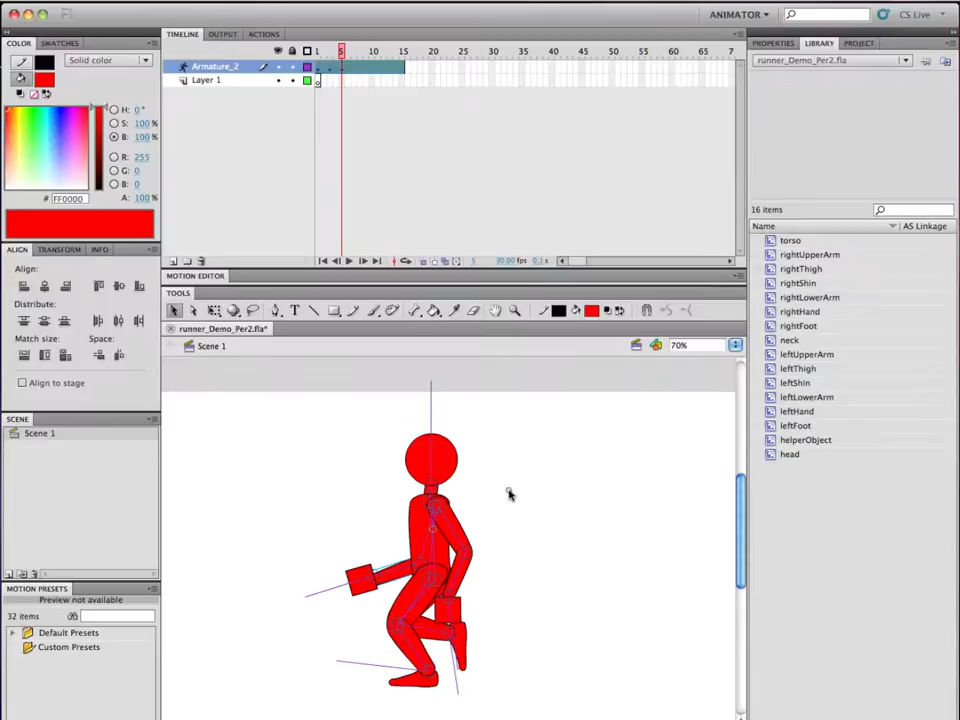 ANIMATOR
CS Live
COLOR SWATCHES
Solid color
H: 0 °
S: 100 %
B: 100 %
R: 255
G: 0
B: 0
A: 100 %
# FF0000
ALIGN TRANSFORM INFO
Align:
Distribute:
Match size:
Space:
Align to stage
SCENE
Scene 1
MOTION PRESETS
Preview not available
32 items
Default Presets
Custom Presets
TIMELINE OUTPUT ACTIONS
1 5 10 15 20 25 30 35 40 45 50 55 60 65 7
Armature_2
Layer 1
5 30.00 fps 0.1 s
MOTION EDITOR
TOOLS
runner_Demo_Per2.fla*
Scene 1
70%
PROPERTIES LIBRARY PROJECT
runner_Demo_Per2.fla
16 items
Name AS Linkage
torso
rightUpperArm
rightThigh
rightShin
rightLowerArm
rightHand
rightFoot
neck
leftUpperArm
leftThigh
leftShin
leftLowerArm
leftHand
leftFoot
helperObject
head